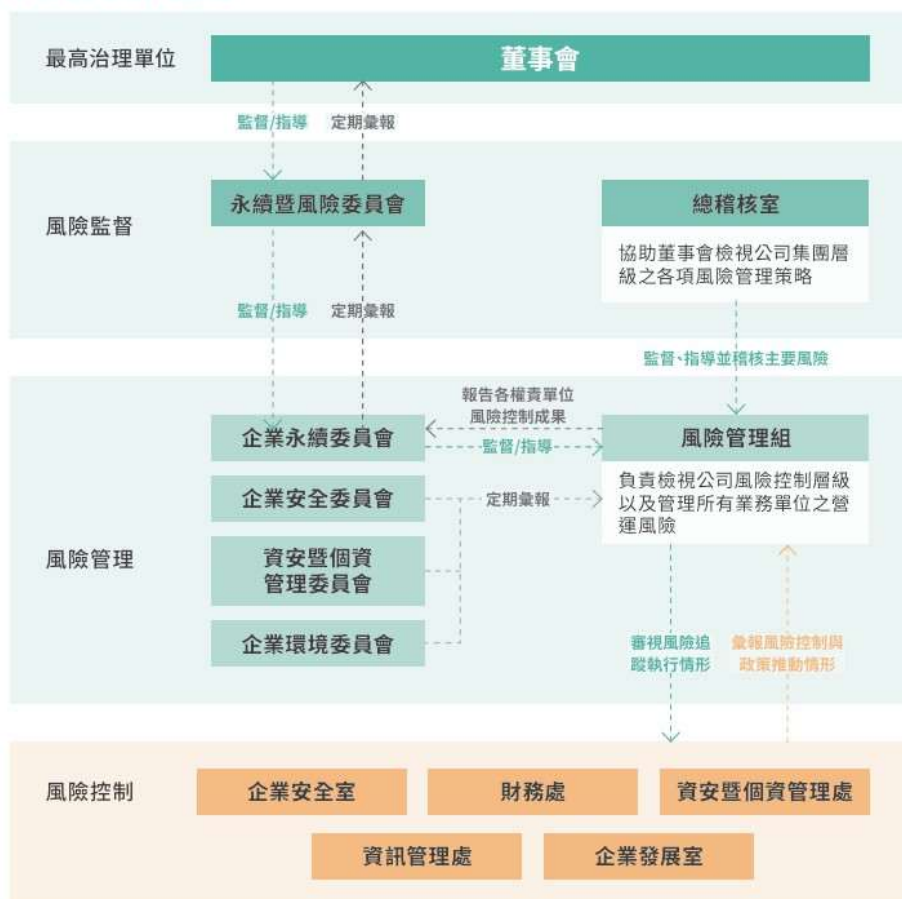 最高治理單位
董事會
監督/指導
定期彙報
風險監督
永續暨風險委員會
總稽核室
協助董事會檢視公司集團層
級之各項風險管理策略
監督/指導
定期彙報
監督、指導並稽核主要風險
風險管理
企業永續委員會
報告各權責單位
風險控制成果
監督/指導
風險管理組
負責檢視公司風險控制層級
以及管理所有業務單位之營
運風險
企業安全委員會
定期彙報
資安暨個資
管理委員會
企業環境委員會
審視風險追
蹤執行情形
彙報風險控制與
政策推動情形
風險控制
企業安全室
財務處
資安暨個資管理處
資訊管理處
企業發展室